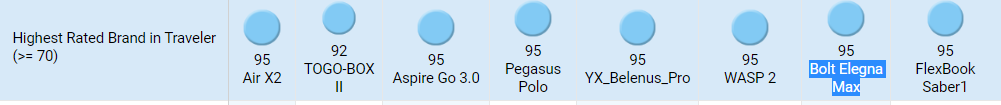 Highest Rated Brand in Traveler
(>= 70)
95
Air X2
92
TOGO-BOX
II
95
Aspire Go 3.0
95
Pegasus
Polo
95
YX_Belenus_Pro
95
WASP 2
95
Bolt Elegna
Max
95
FlexBook
Saber1